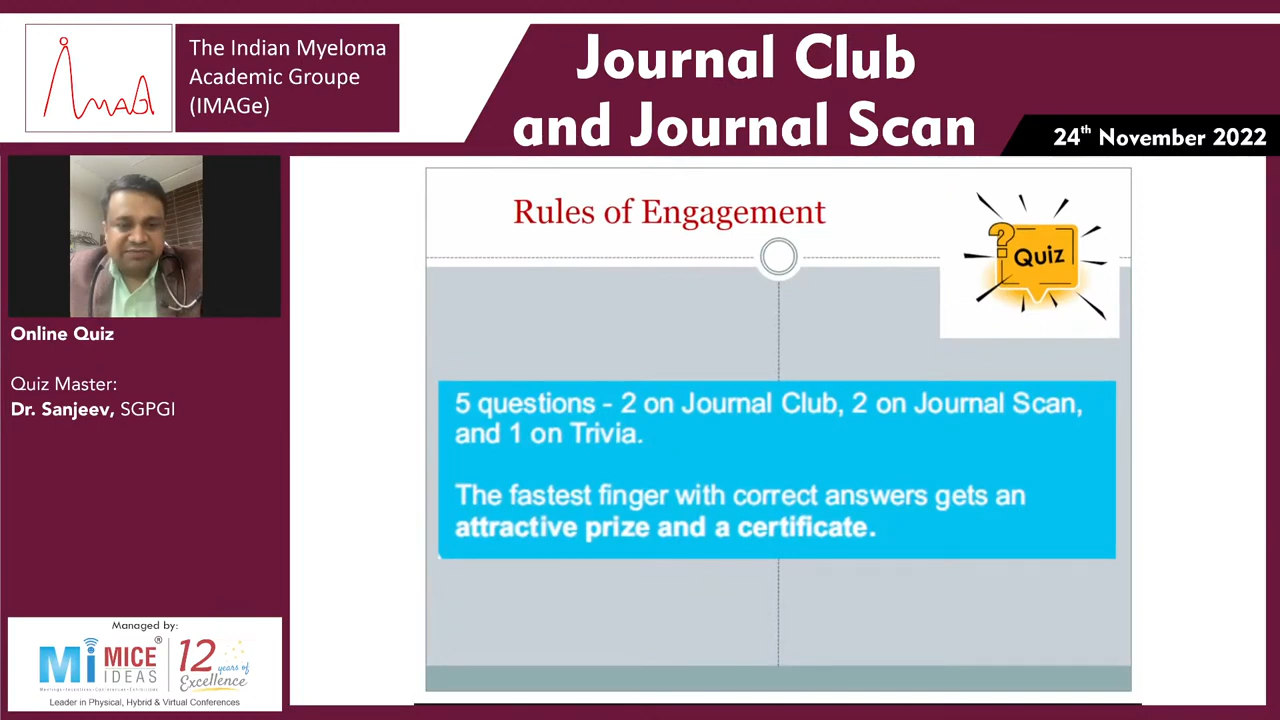 imAGe
The Indian Myeloma
Academic Groupe
(IMAGe)
Journal Club
and Journal Scan
24th November 2022
Rules of Engagement
?
Quiz
5 questions - 2 on Journal Club, 2 on Journal Scan,
and 1 on Trivia.
The fastest finger with correct answers gets an
attractive prize and a certificate.
Online Quiz
Quiz Master:
Dr. Sanjeev, SGPGI
Managed by:
Mi MICE IDEAS ®
12 years of Excellence
Leader in Physical, Hybrid & Virtual Conferences